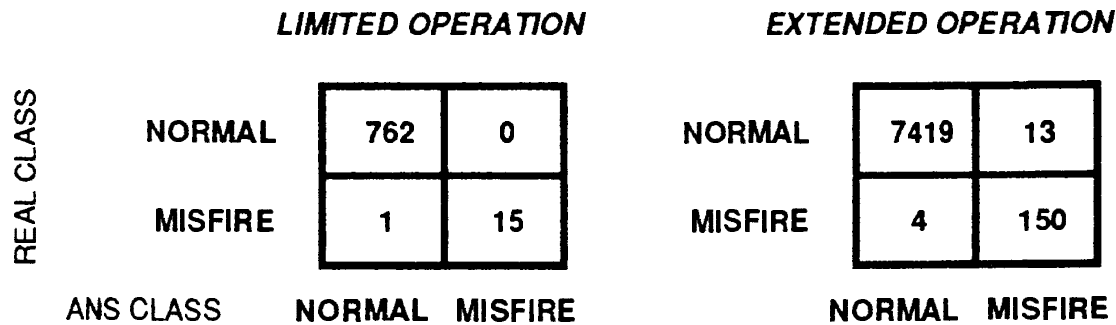 LIMITED OPERATION EXTENDED OPERATION
REAL CLASS
NORMAL 762 0 NORMAL 7419 13
MISFIRE 1 15 MISFIRE 4 150
ANS CLASS NORMAL MISFIRE NORMAL MISFIRE